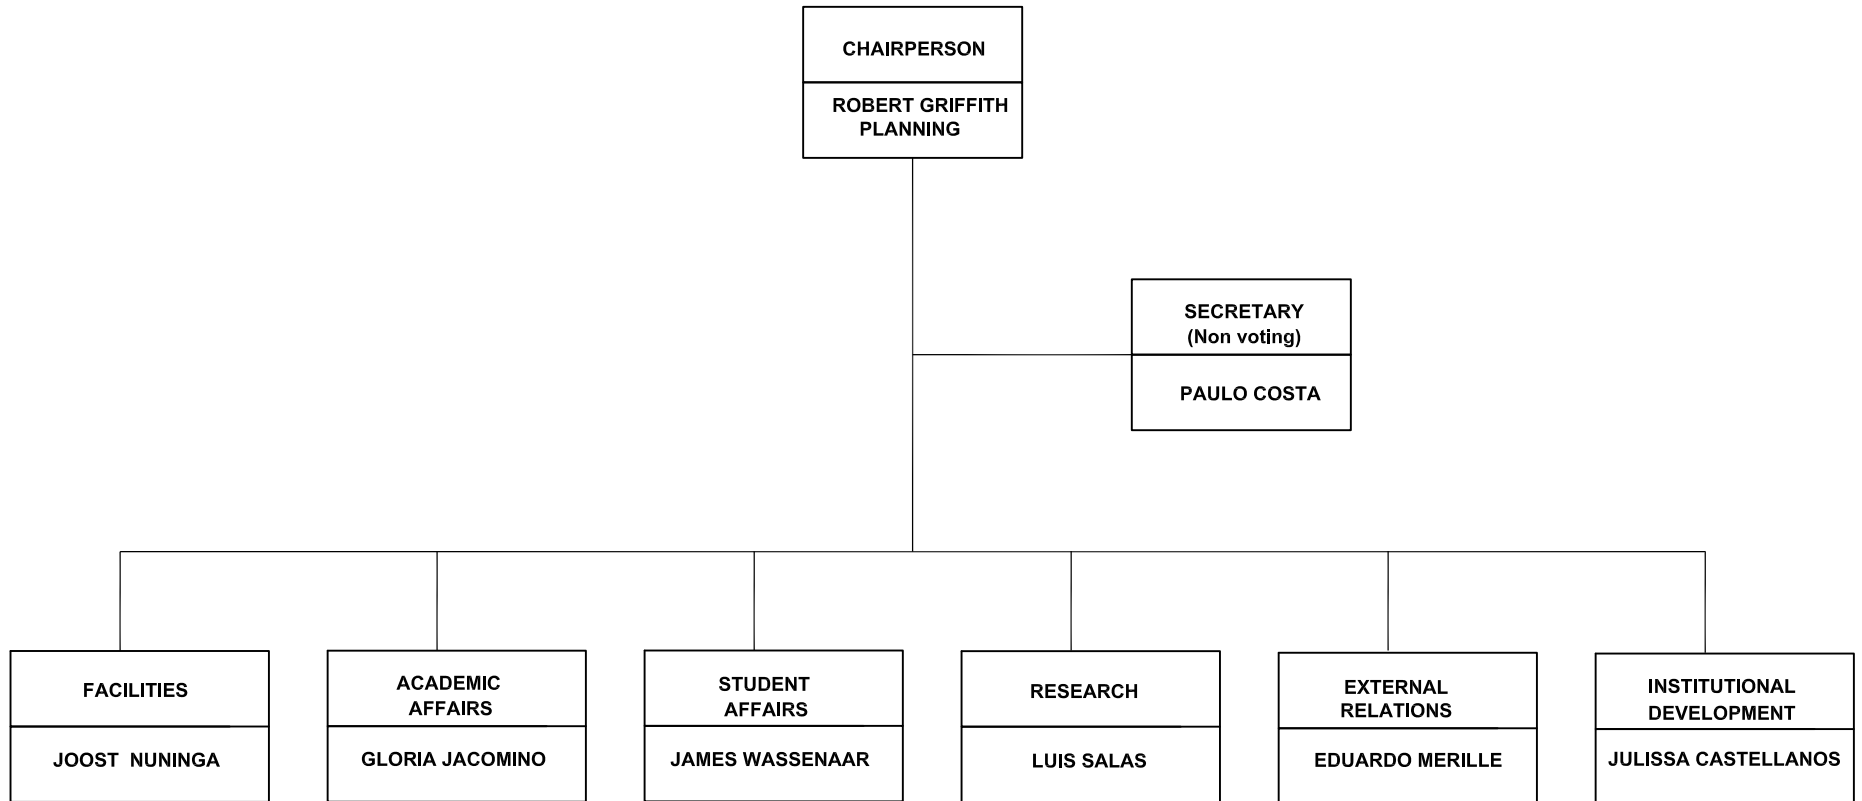 CHAIRPERSON
ROBERT GRIFFITH
PLANNING
SECRETARY
(Non voting)
PAULO COSTA
FACILITIES
JOOST NUNINGA
ACADEMIC
AFFAIRS
GLORIA JACOMINO
STUDENT
AFFAIRS
JAMES WASSENAAR
RESEARCH
LUIS SALAS
EXTERNAL
RELATIONS
EDUARDO MERILLE
INSTITUTIONAL
DEVELOPMENT
JULISSA CASTELLANOS